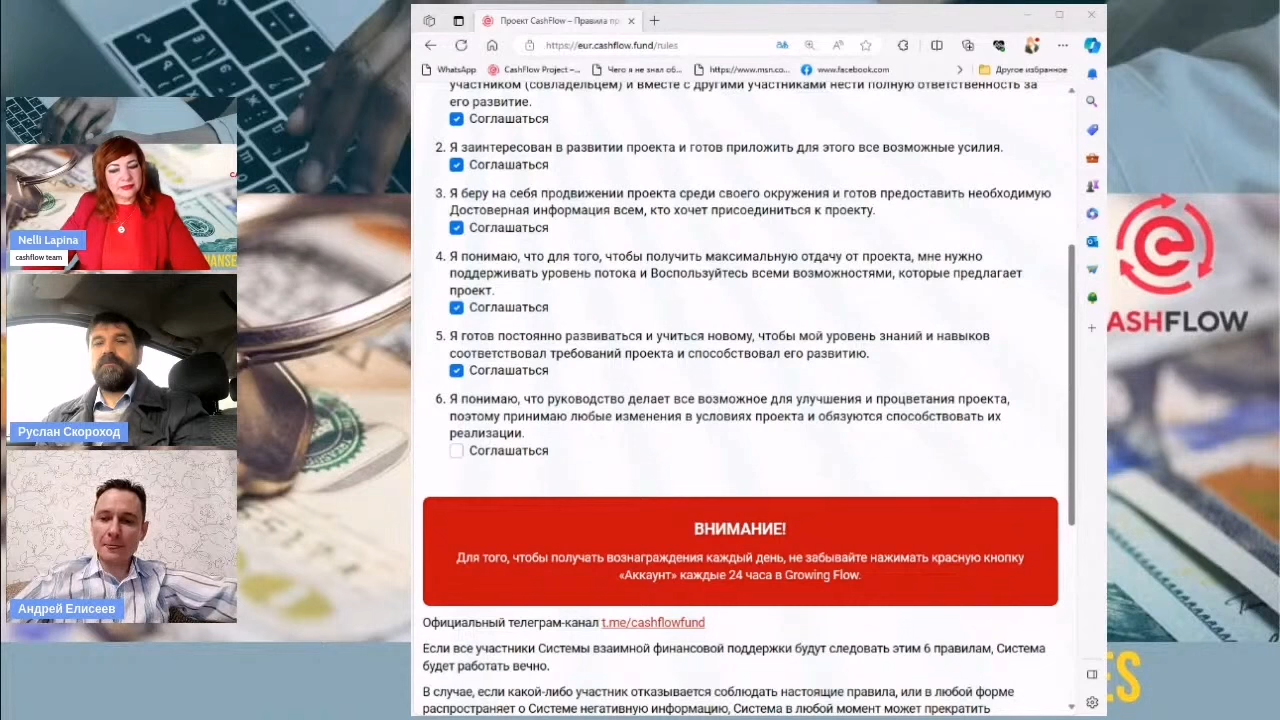 Проект CashFlow – Правила пр
https://eur.cashflow.fund/rules
WhatsApp
CashFlow Project –...
Чего я не знал об...
https://www.msn.co...
www.facebook.com
Другое избранное
участником (совладельцем) и вместе с другими участниками нести полную ответственность за
его развитие.
Соглашаться
2. Я заинтересован в развитии проекта и готов приложить для этого все возможные усилия.
Соглашаться
3. Я беру на себя продвижении проекта среди своего окружения и готов предоставить необходимую
Достоверная информация всем, кто хочет присоединиться к проекту.
Соглашаться
4. Я понимаю, что для того, чтобы получить максимальную отдачу от проекта, мне нужно
поддерживать уровень потока и Воспользуйтесь всеми возможностями, которые предлагает
проект.
Соглашаться
5. Я готов постоянно развиваться и учиться новому, чтобы мой уровень знаний и навыков
соответствовал требований проекта и способствовал его развитию.
Соглашаться
6. Я понимаю, что руководство делает все возможное для улучшения и процветания проекта,
поэтому принимаю любые изменения в условиях проекта и обязуются способствовать их
реализации.
Соглашаться
ВНИМАНИЕ!
Для того, чтобы получать вознаграждения каждый день, не забывайте нажимать красную кнопку
«Аккаунт» каждые 24 часа в Growing Flow.
Официальный телеграм-канал t.me/cashflowfund
Если все участники Системы взаимной финансовой поддержки будут следовать этим 6 правилам, Система
будет работать вечно.
В случае, если какой-либо участник отказывается соблюдать настоящие правила, или в любой форме
распространяет о Системе негативную информацию, Система в любой момент может прекратить
Nelli Lapina
cashflow team
Руслан Скороход
Андрей Елисеев
ASHFLOW
ES